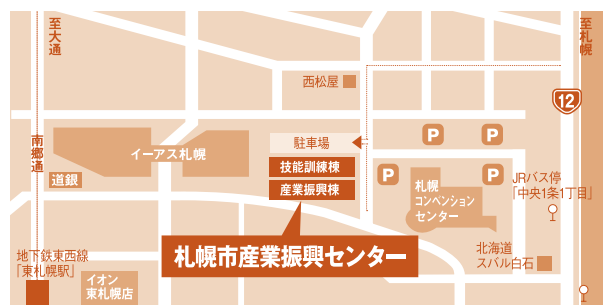 至大通
至札幌
西松屋
12
南郷通
駐車場
P
P
イーアス札幌
技能訓練棟
道銀
産業振興棟
P
P
札幌
コンベンション
センター
JRバス停
「中央1条1丁目」
札幌市産業振興センター
地下鉄東西線
「東札幌駅」
イオン
東札幌店
北海道
スバル白石